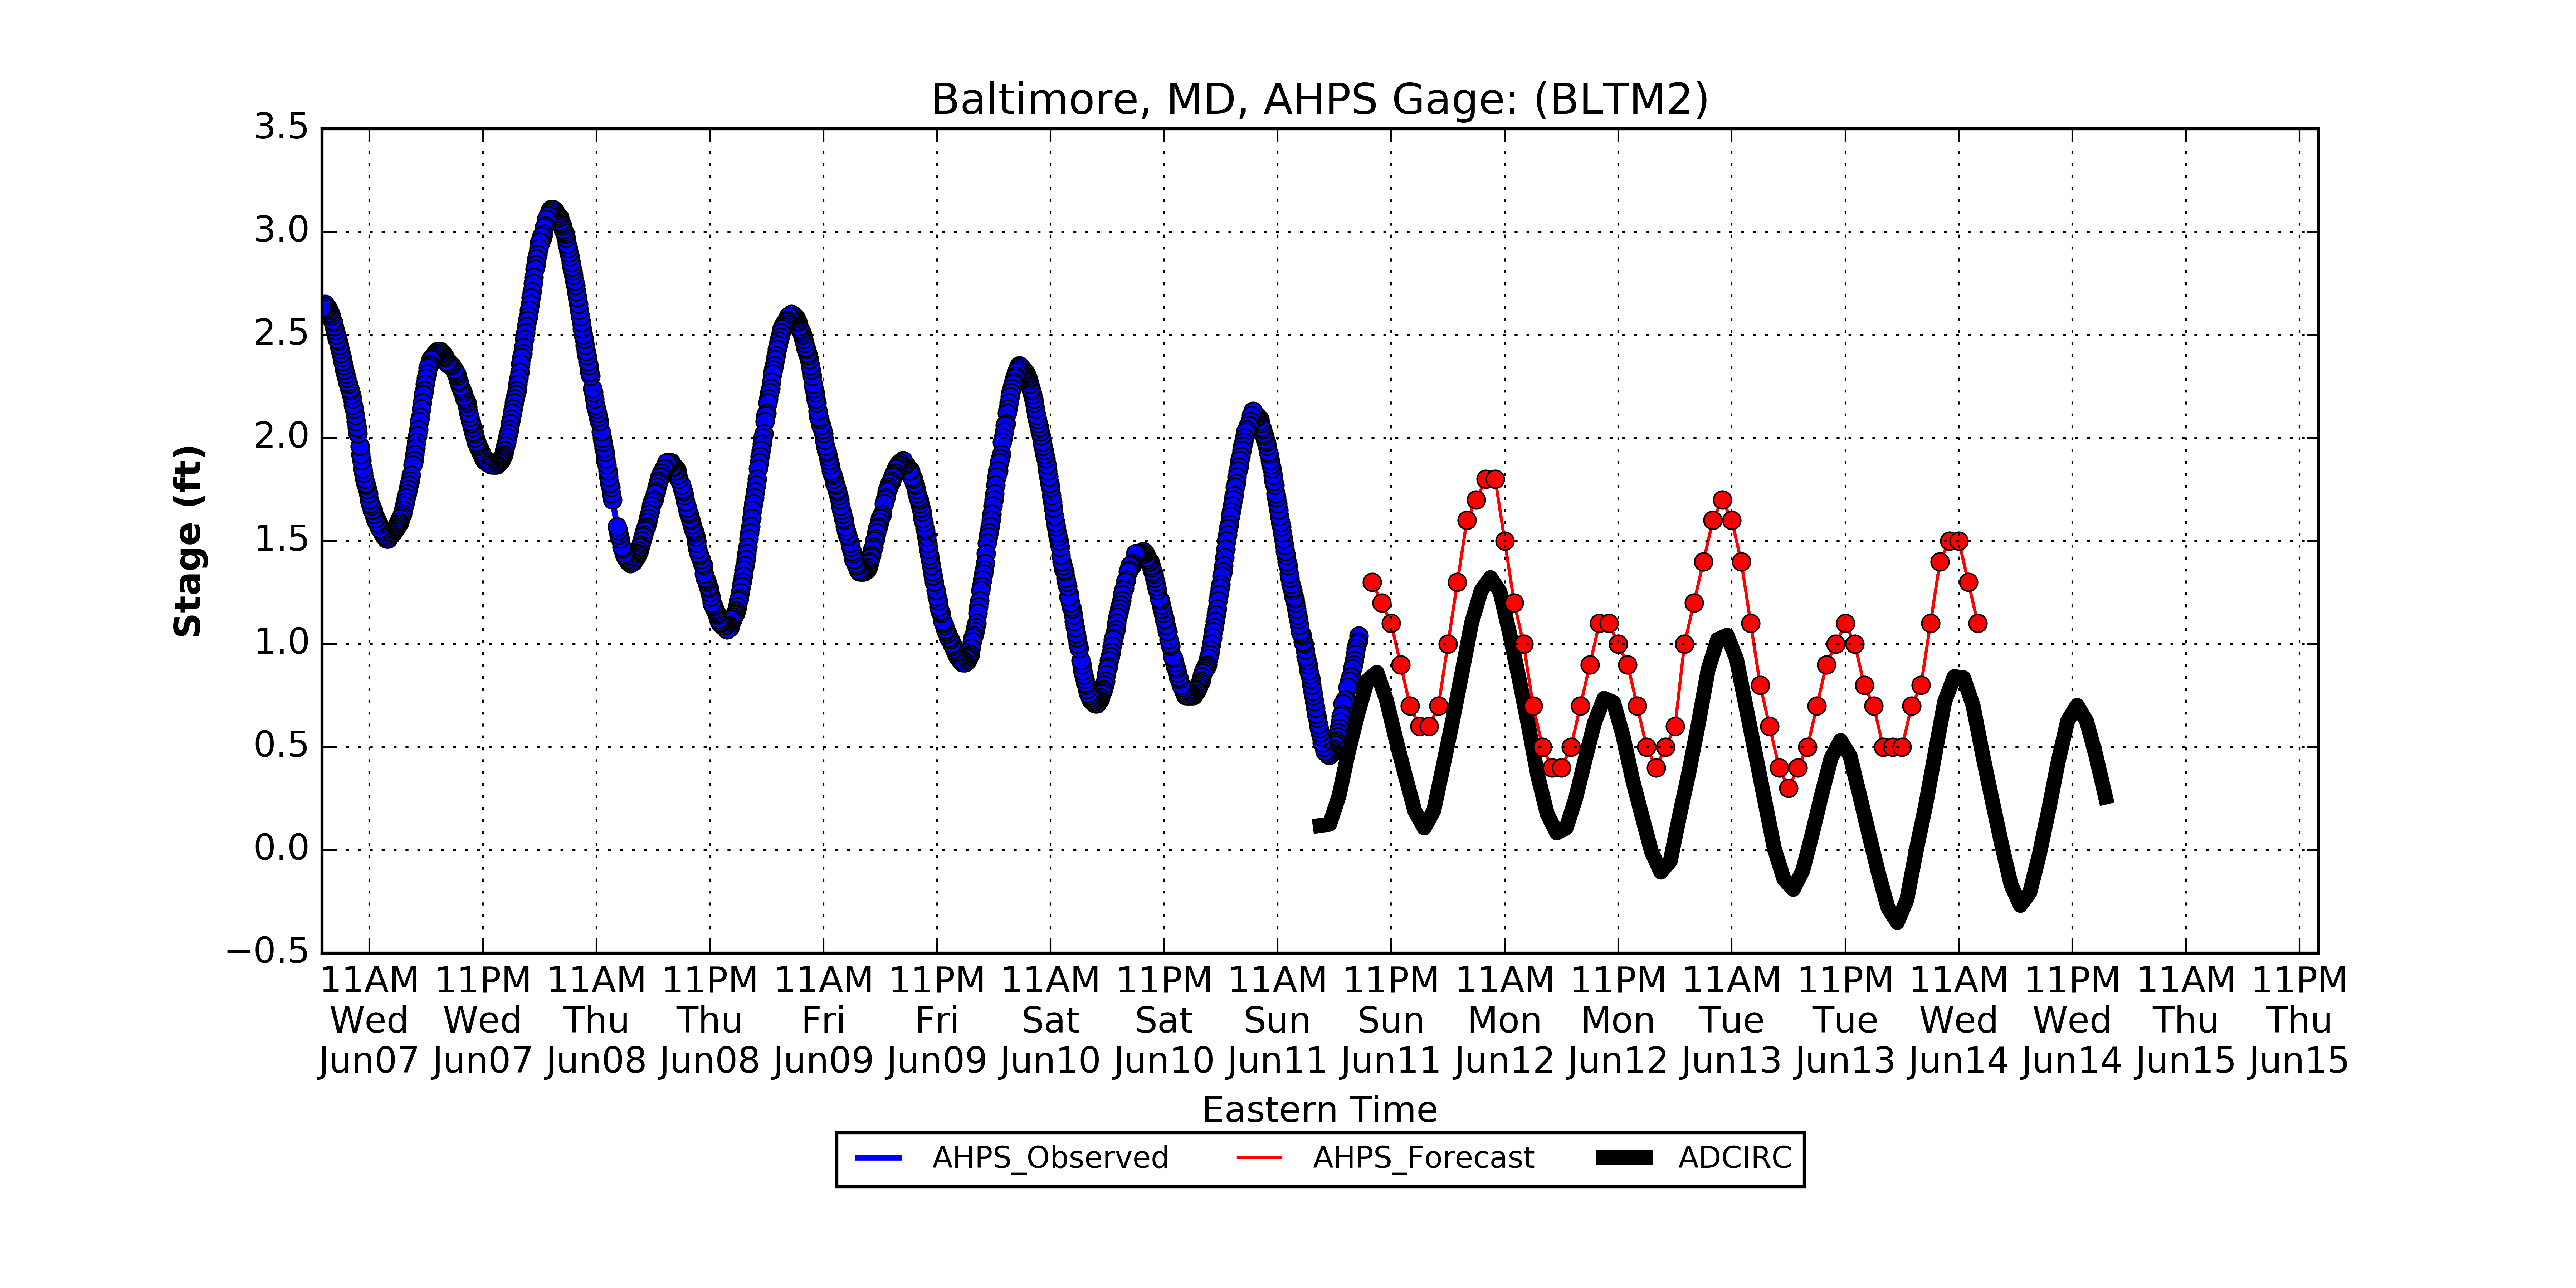 Baltimore, MD, AHPS Gage: (BLTM2)
Stage (ft)
3.5
3.0
2.5
2.0
1.5
1.0
0.5
0.0
−0.5
11AM 11PM 11AM 11PM 11AM 11PM 11AM 11PM 11AM 11PM 11AM 11PM 11AM 11PM 11AM 11PM 11AM 11PM
Wed Wed Thu Thu Fri Fri Sat Sat Sun Sun Mon Mon Tue Tue Wed Wed Thu Thu
Jun07 Jun07 Jun08 Jun08 Jun09 Jun09 Jun10 Jun10 Jun11 Jun11 Jun12 Jun12 Jun13 Jun13 Jun14 Jun14 Jun15 Jun15
Eastern Time
AHPS_Observed AHPS_Forecast ADCIRC